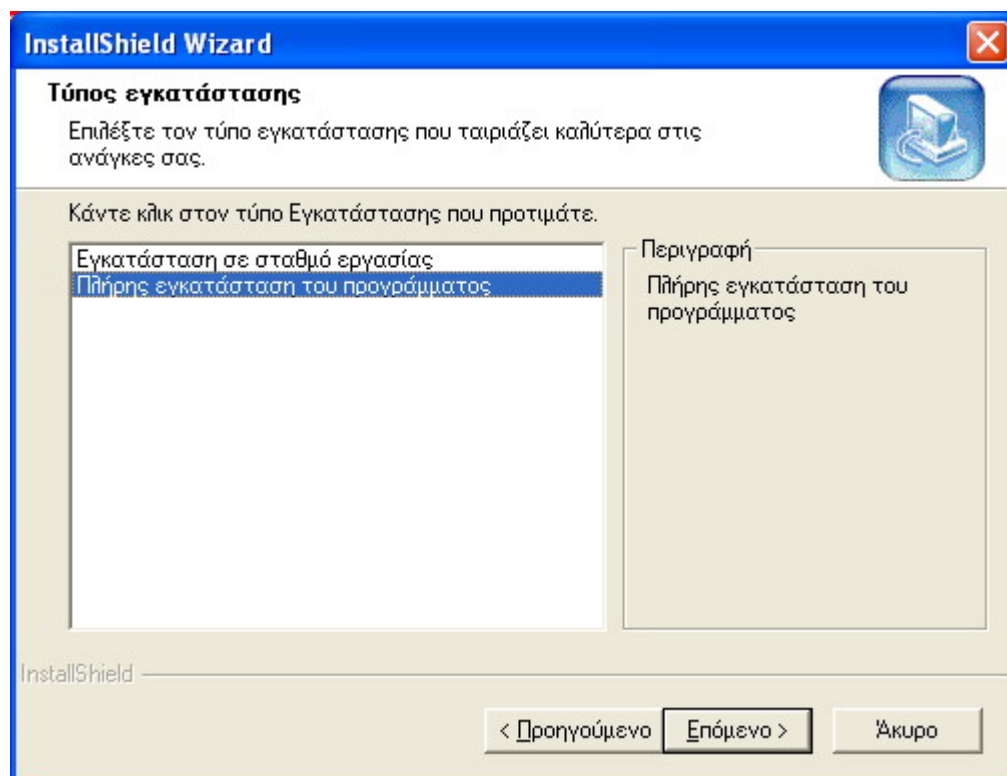 InstallShield Wizard
Τύπος εγκατάστασης
Επιλέξτε τον τύπο εγκατάστασης που ταιριάζει καλύτερα στις
ανάγκες σας.
Κάντε κλικ στον τύπο Εγκατάστασης που προτιμάτε.
Εγκατάσταση σε σταθμό εργασίας
Πλήρης εγκατάσταση του προγράμματος
Περιγραφή
Πλήρης εγκατάσταση του
προγράμματος
InstallShield
< Προηγούμενο
Επόμενο >
Άκυρο